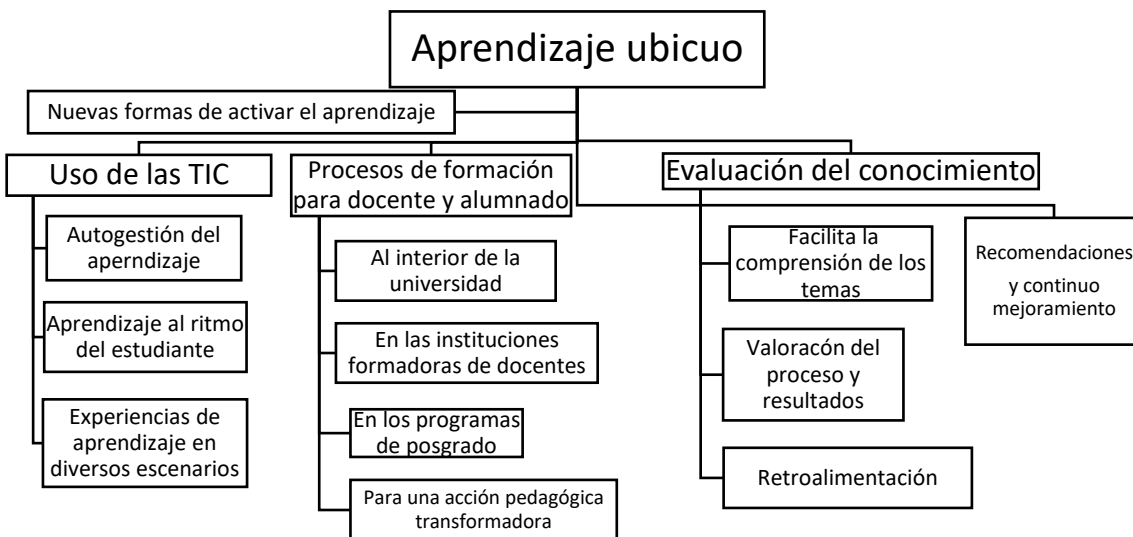 Aprendizaje ubicuo
Nuevas formas de activar el aprendizaje
Uso de las TIC
Autogestión del
aperndizaje
Aprendizaje al ritmo
del estudiante
Experiencias de
aprendizaje en
diversos escenarios
Procesos de formación
para docente y alumnado
Al interior de la
universidad
En las instituciones
formadoras de docentes
En los programas
de posgrado
Para una acción pedagógica
transformadora
Evaluación del conocimiento
Facilita la
comprensión de los
temas
Valoracón del
proceso y
resultados
Retroalimentación
Recomendaciones
y continuo
mejoramiento